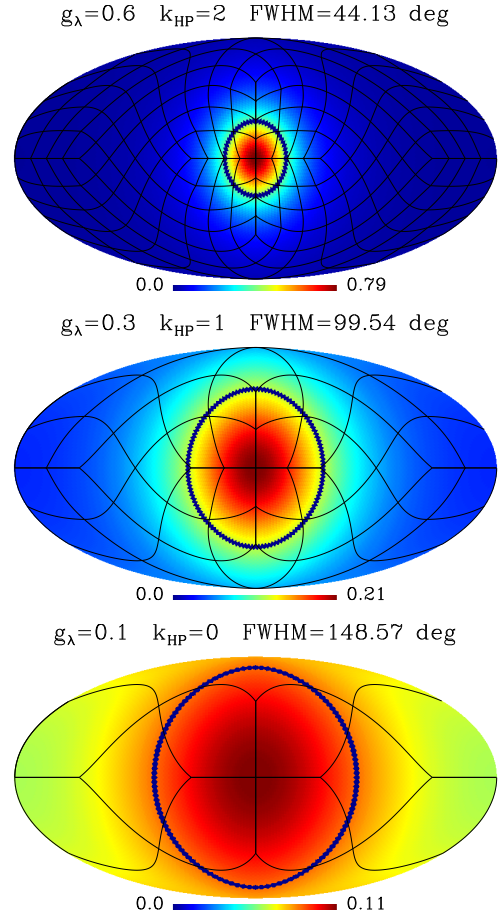 gλ=0.6 kHP=2 FWHM=44.13 deg
0.0 0.79
gλ=0.3 kHP=1 FWHM=99.54 deg
0.0 0.21
gλ=0.1 kHP=0 FWHM=148.57 deg
0.0 0.11